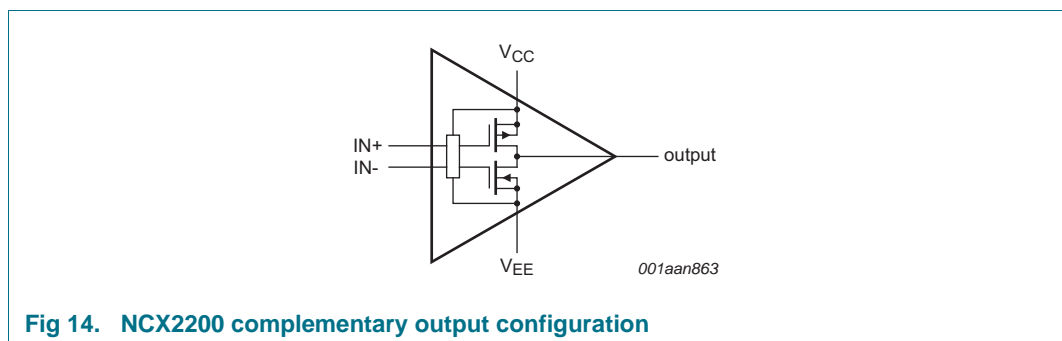 VCC
IN+
IN-
output
VEE
001aan863
Fig 14. NCX2200 complementary output configuration